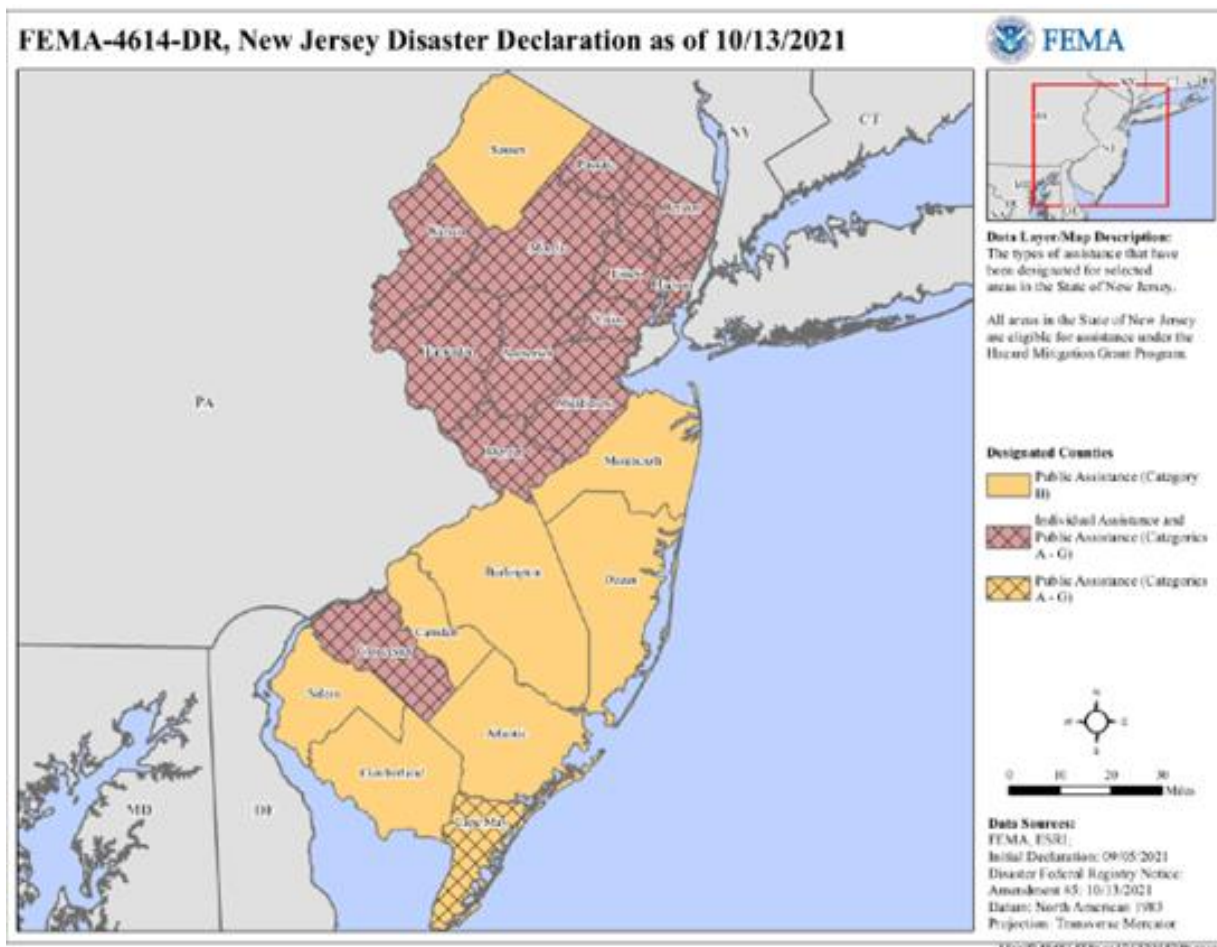 FEMA-4614-DR, New Jersey Disaster Declaration as of 10/13/2021
FEMA
NY
CT
Sussex
Passaic
Bergen
Warren
Morris
Essex
Hudson
Union
Hunterdon
Somerset
Middlesex
Mercer
Monmouth
PA
Burlington
Ocean
Camden
Gloucester
Salem
Atlantic
Cumberland
Cape May
MD
DE
NY
NJ
Data Layer/Map Description:
The types of assistance that have
been designated for selected
areas in the State of New Jersey.
All areas in the State of New Jersey
are eligible for assistance under the
Hazard Mitigation Grant Program.
Designated Counties
Public Assistance (Category
B)
Individual Assistance and
Public Assistance (Categories
A - G)
Public Assistance (Categories
A - G)
N
W
E
S
0 10 20 30
Miles
Data Sources:
FEMA, ESRI;
Initial Declaration: 09/05/2021
Disaster Federal Registry Notice:
Amendment #5: 10/13/2021
Datum: North American 1983
Projection: Transverse Mercator